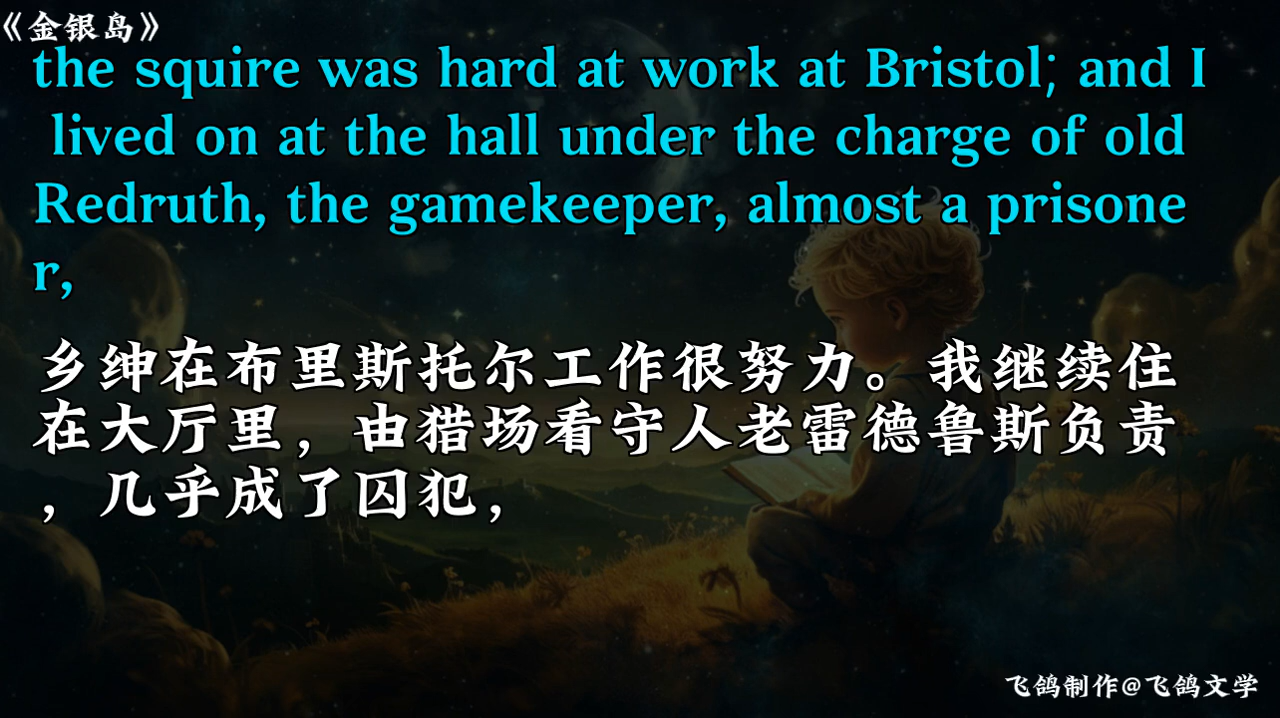 《金银岛》
the squire was hard at work at Bristol; and I
lived on at the hall under the charge of old
Redruth, the gamekeeper, almost a prisone
r,
乡绅在布里斯托尔工作很努力。我继续住
在大厅里，由猎场看守人老雷德鲁斯负责
，几乎成了囚犯，
飞鸽制作@飞鸽文学